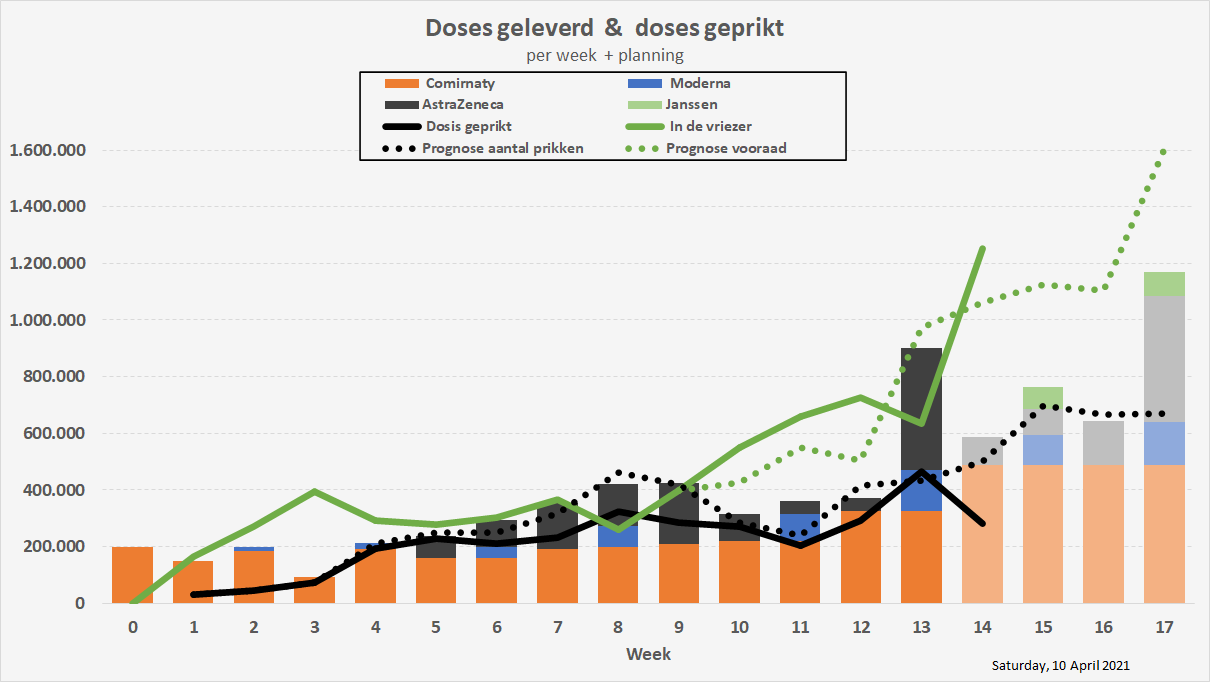 Doses geleverd & doses geprikt
per week + planning
Comirnaty Moderna
AstraZeneca Janssen
Dosis geprikt In de vriezer
Prognose aantal prikken Prognose vooraad
1.600.000
1.400.000
1.200.000
1.000.000
800.000
600.000
400.000
200.000
0
0 1 2 3 4 5 6 7 8 9 10 11 12 13 14 15 16 17
Week
Saturday, 10 April 2021